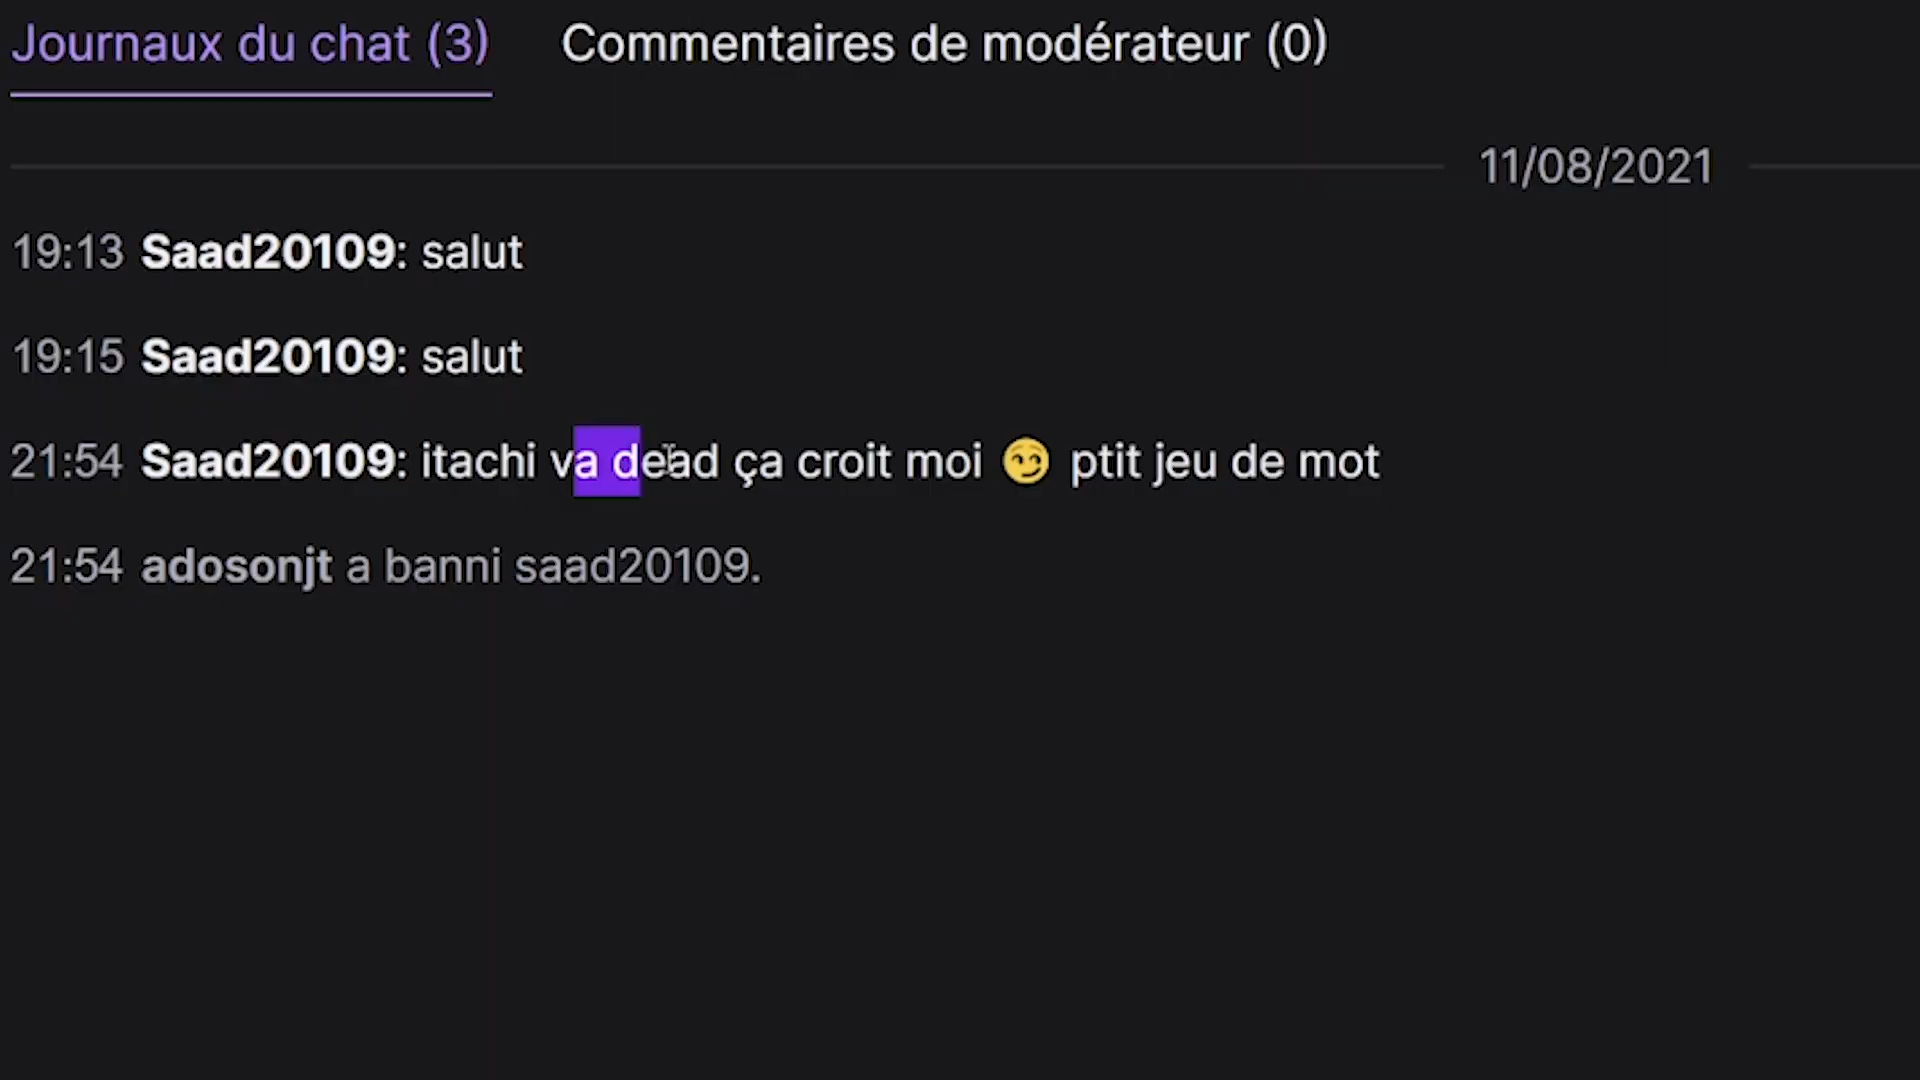 Journaux du chat (3) Commentaires de modérateur (0)
11/08/2021
19:13 Saad20109: salut
19:15 Saad20109: salut
21:54 Saad20109: itachi va dead ça croit moi 😏 ptit jeu de mot
21:54 adosonjt a banni saad20109.